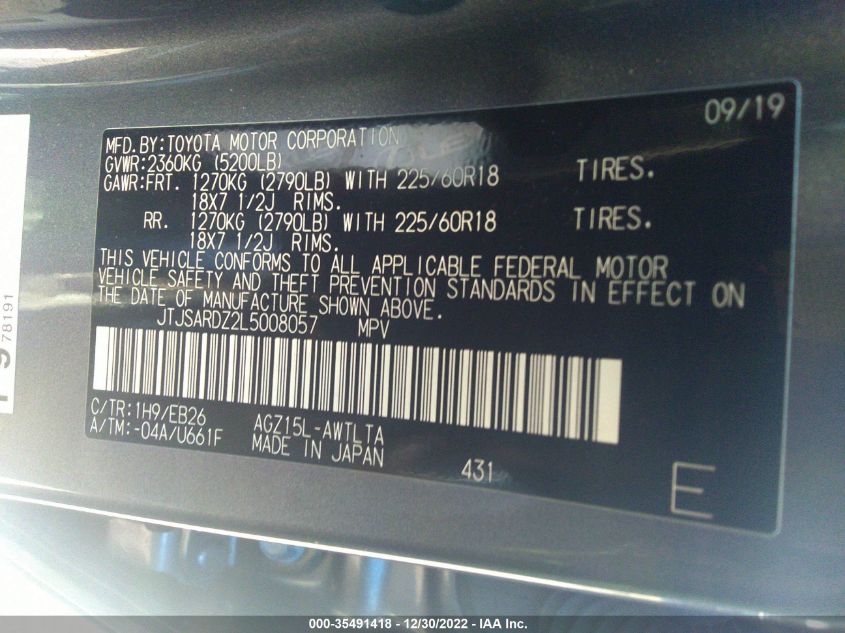 09/19
MFD.BY:TOYOTA MOTOR CORPORATION
GVWR:2360KG (5200LB)
GAWR:FRT. 1270KG (2790LB) WITH 225/60R18 TIRES.
18X7 1/2J RIMS.
RR. 1270KG (2790LB) WITH 225/60R18 TIRES.
18X7 1/2J RIMS.
THIS VEHICLE CONFORMS TO ALL APPLICABLE FEDERAL MOTOR
VEHICLE SAFETY AND THEFT PREVENTION STANDARDS IN EFFECT ON
THE DATE OF MANUFACTURE SHOWN ABOVE.
JTJSARDZ2L5008057 MPV
C/TR:1H9/EB26 AGZ15L-AWTLTA
A/TM:-04A/U661F MADE IN JAPAN 431
E
78191
000-35491418 - 12/30/2022 - IAA Inc.